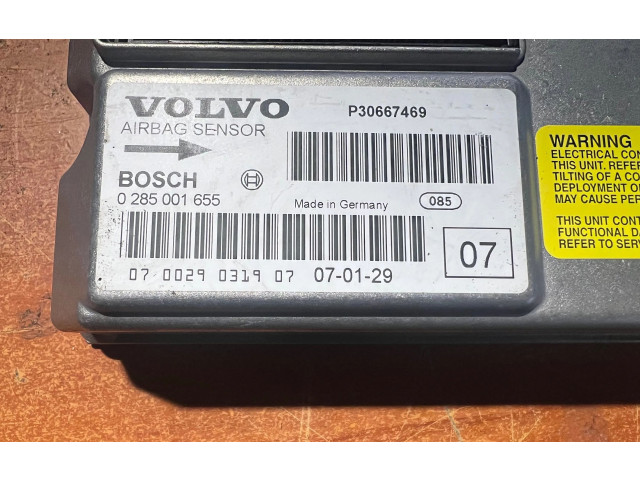 VOLVO
AIRBAG SENSOR
P30667469
BOSCH
0 285 001 655
Made in Germany
085
07 0029 0319 07
07-01-29
07
WARNING
ELECTRICAL CON
THIS UNIT. REFER
TILTING OF A CO
DEPLOYMENT O
MAY CAUSE PER
THIS UNIT CONT
FUNCTIONAL DA
REFER TO SERV